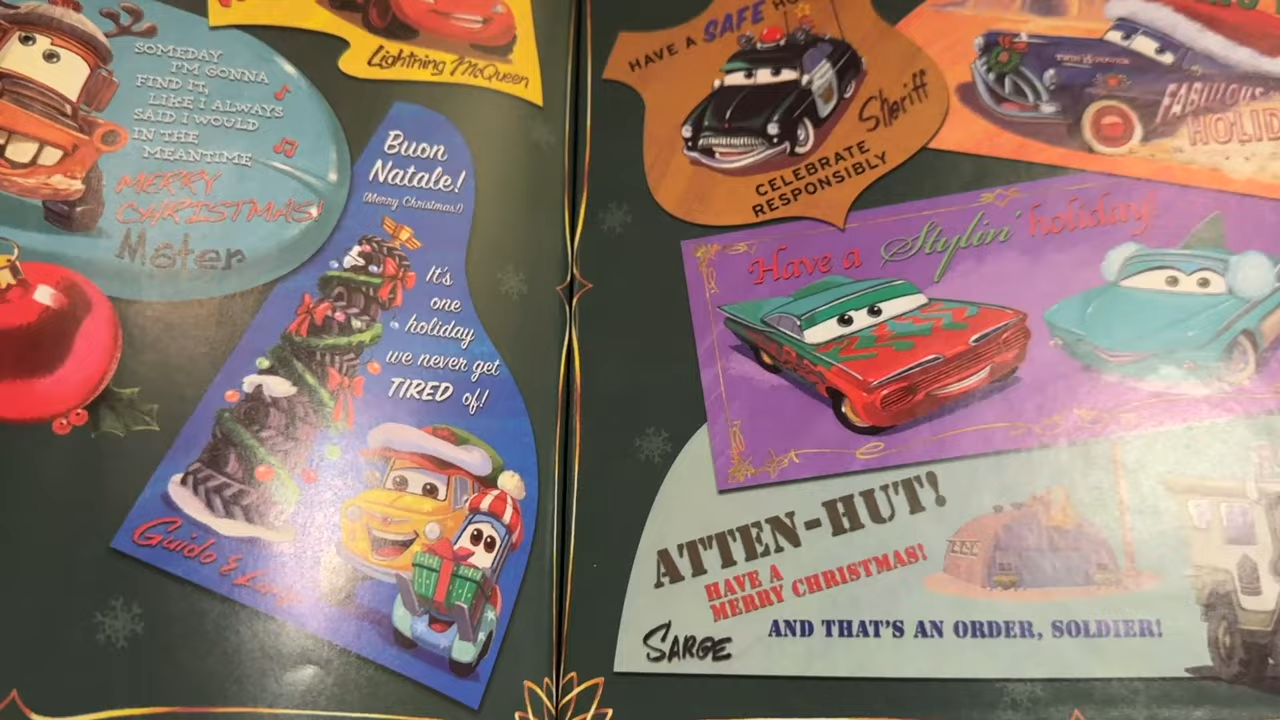 SOMEDAY
I'M GONNA
FIND IT,
LIKE I ALWAYS
SAID I WOULD
IN THE
MEANTIME
MERRY
CHRISTMAS!
Mater
Lightning McQueen
Buon
Natale!
(Merry Christmas!)
It's
one
holiday
we never get
TIRED of!
Guido &
HAVE A SAFE
Sheriff
CELEBRATE
RESPONSIBLY
TWIN H-POWER
FABULOUS
Have a Stylin' holiday
ATTEN-HUT!
HAVE A
MERRY CHRISTMAS!
AND THAT'S AN ORDER, SOLDIER!
SARGE